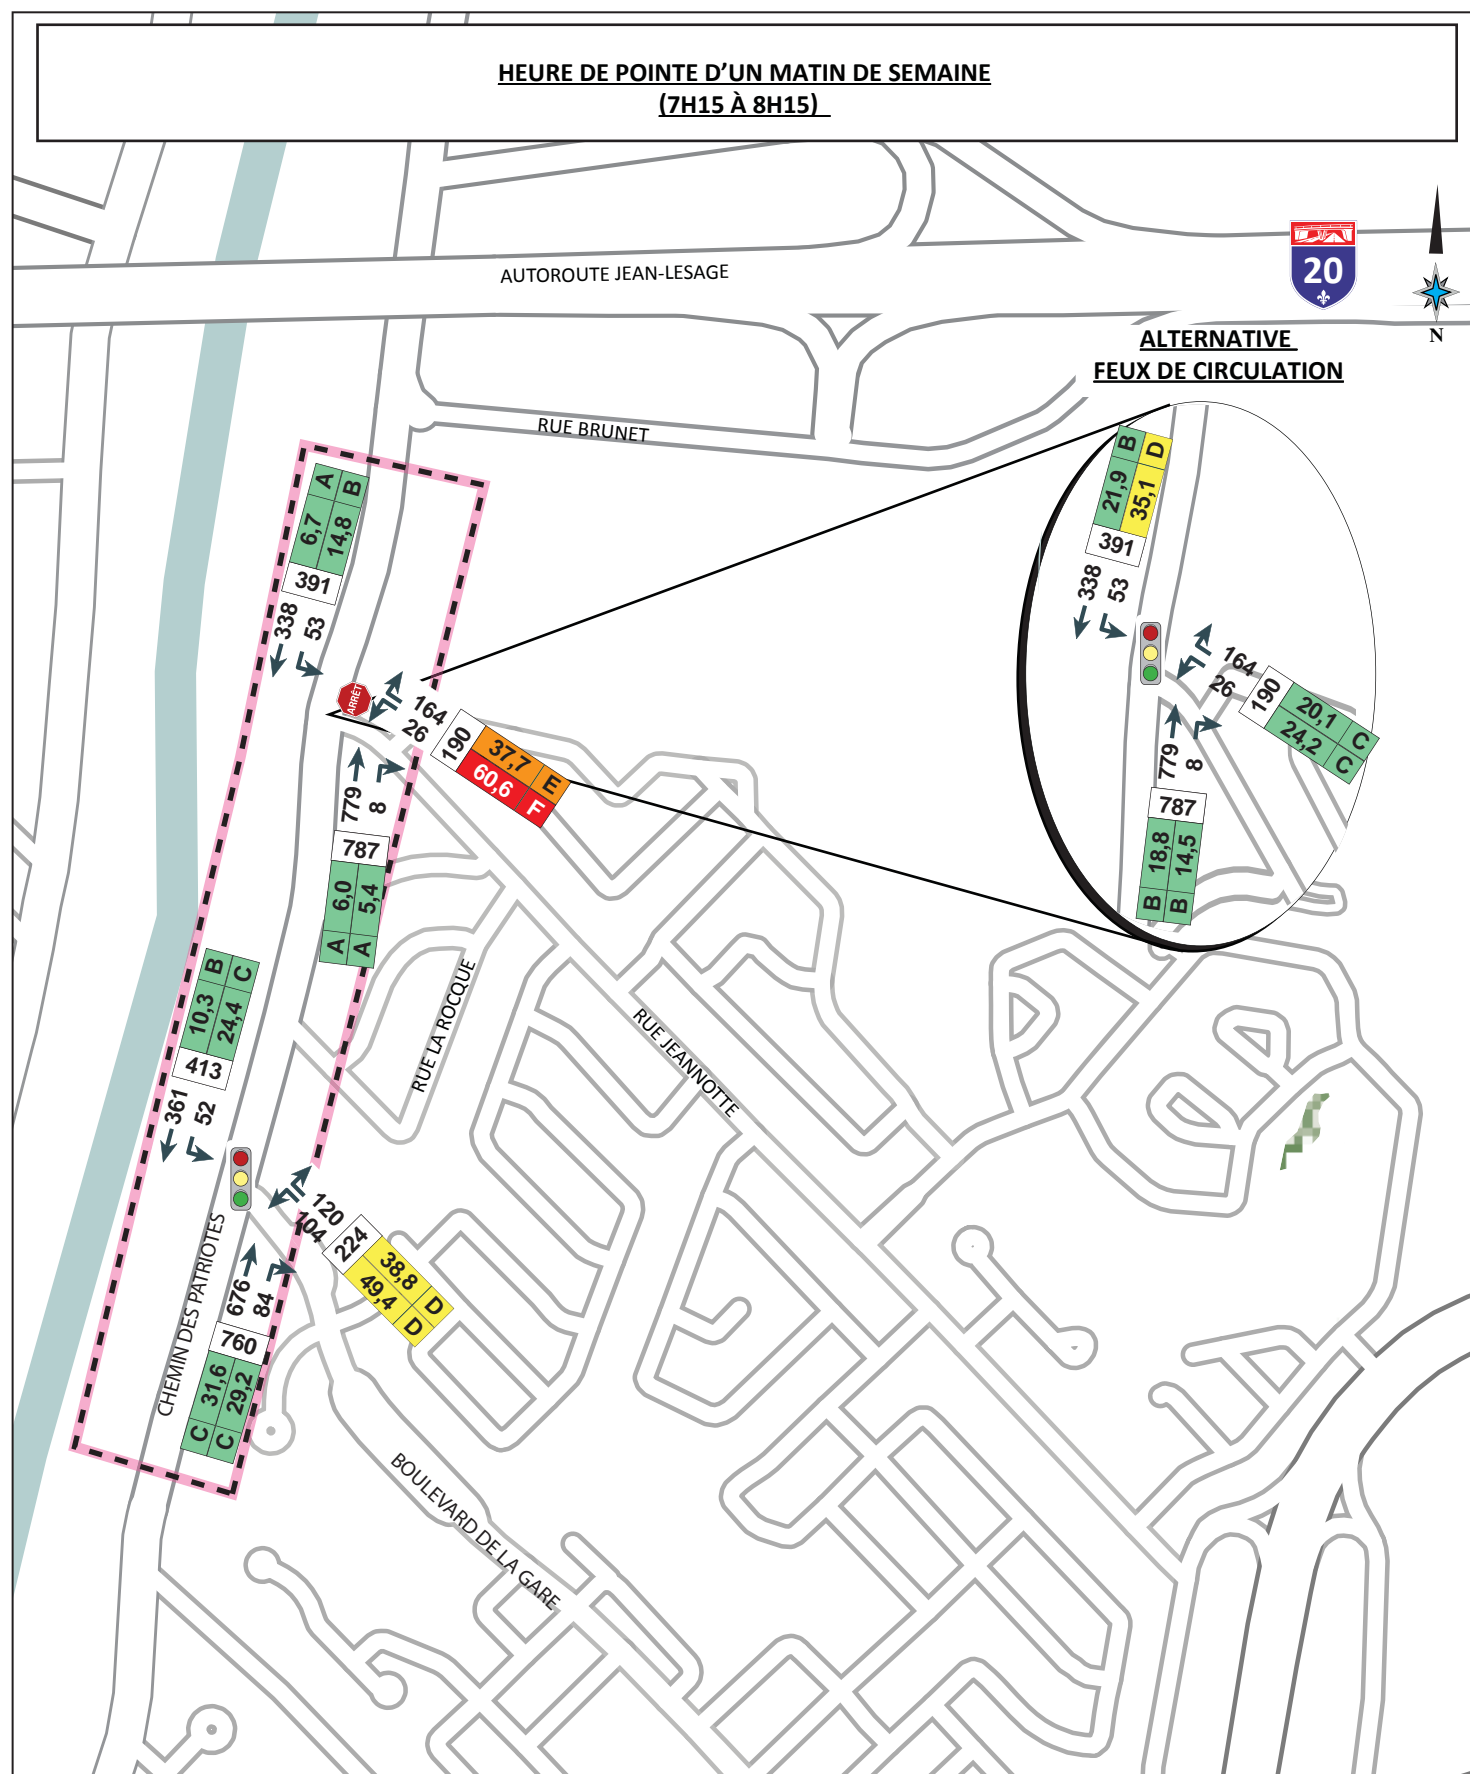 HEURE DE POINTE D'UN MATIN DE SEMAINE
(7H15 À 8H15)
AUTOROUTE JEAN-LESAGE
20
N
ALTERNATIVE
FEUX DE CIRCULATION
RUE BRUNET
A
B
6,7
14,8
391
338
53
ARRÊT
164
26
190
37,7
E
60,6
F
779
8
787
6,0
5,4
A
A
B
D
21,9
35,1
391
338
53
164
26
190
20,1
C
24,2
C
779
8
787
18,8
14,5
B
B
B
C
10,3
24,4
413
361
52
120
104
224
38,8
D
49,4
D
676
84
760
31,6
29,2
C
C
RUE LA ROCQUE
RUE JEANNOTTE
CHEMIN DES PATRIOTES
BOULEVARD DE LA GARE